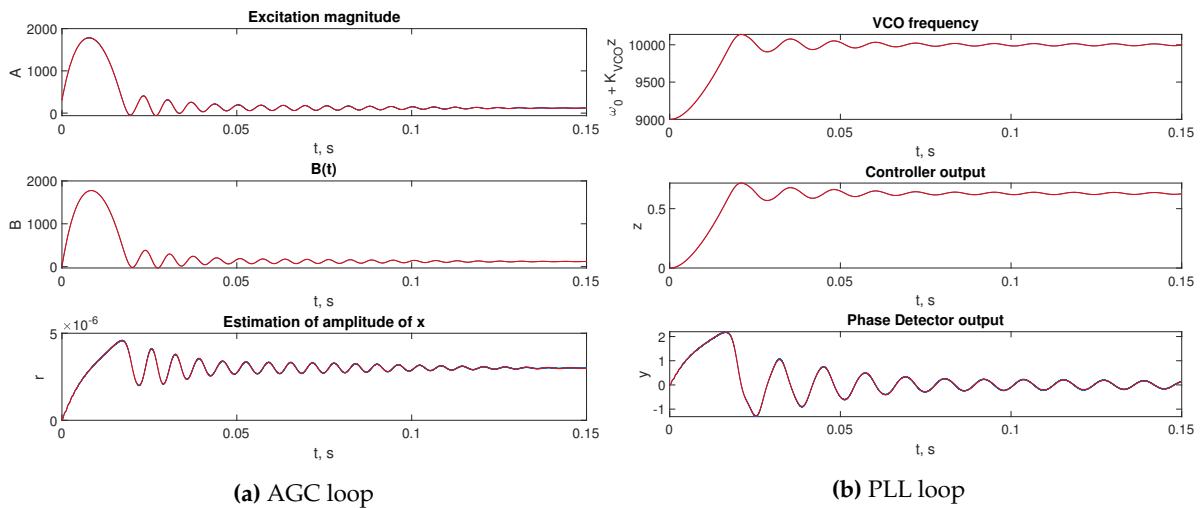 Excitation magnitude
2000
1000
0
A
0 0.05 0.1 0.15
t, s
B(t)
2000
1000
0
B
0 0.05 0.1 0.15
t, s
Estimation of amplitude of x
×10⁻⁶
5
0
r
0 0.05 0.1 0.15
t, s
(a) AGC loop
VCO frequency
10000
9500
9000
ω₀ + K_VCO z
0 0.05 0.1 0.15
t, s
Controller output
0.5
0
z
0 0.05 0.1 0.15
t, s
Phase Detector output
2
1
0
-1
y
0 0.05 0.1 0.15
t, s
(b) PLL loop